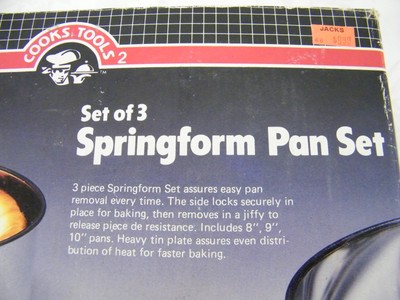 JACKS
COOKS TOOLS 2
TM
Set of 3
Springform Pan Set
3 piece Springform Set assures easy pan
removal every time. The side locks securely in
place for baking, then removes in a jiffy to
release piece de resistance. Includes 8", 9",
10" pans. Heavy tin plate assures even distri-
bution of heat for faster baking.